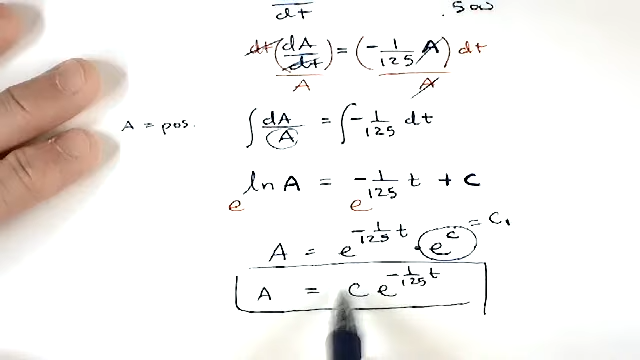 dt
.500
dt(dA/dt)/A = (-1/125 A)/A dt
A = pos. ∫ dA/A = ∫ -1/125 dt
e^(ln A) = e^(-1/125 t + c)
A = e^(-1/125 t) · e^c = C₁
A = c e^(-1/125 t)